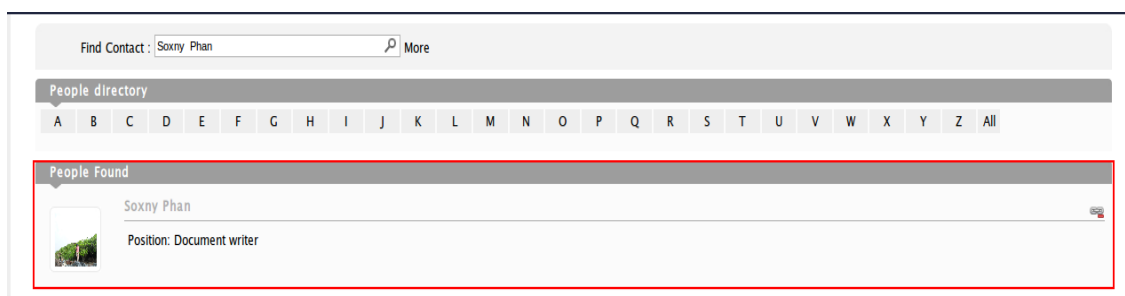 Find Contact : Soxny Phan More
People directory
A B C D E F G H I J K L M N O P Q R S T U V W X Y Z All
People Found
Soxny Phan
Position: Document writer